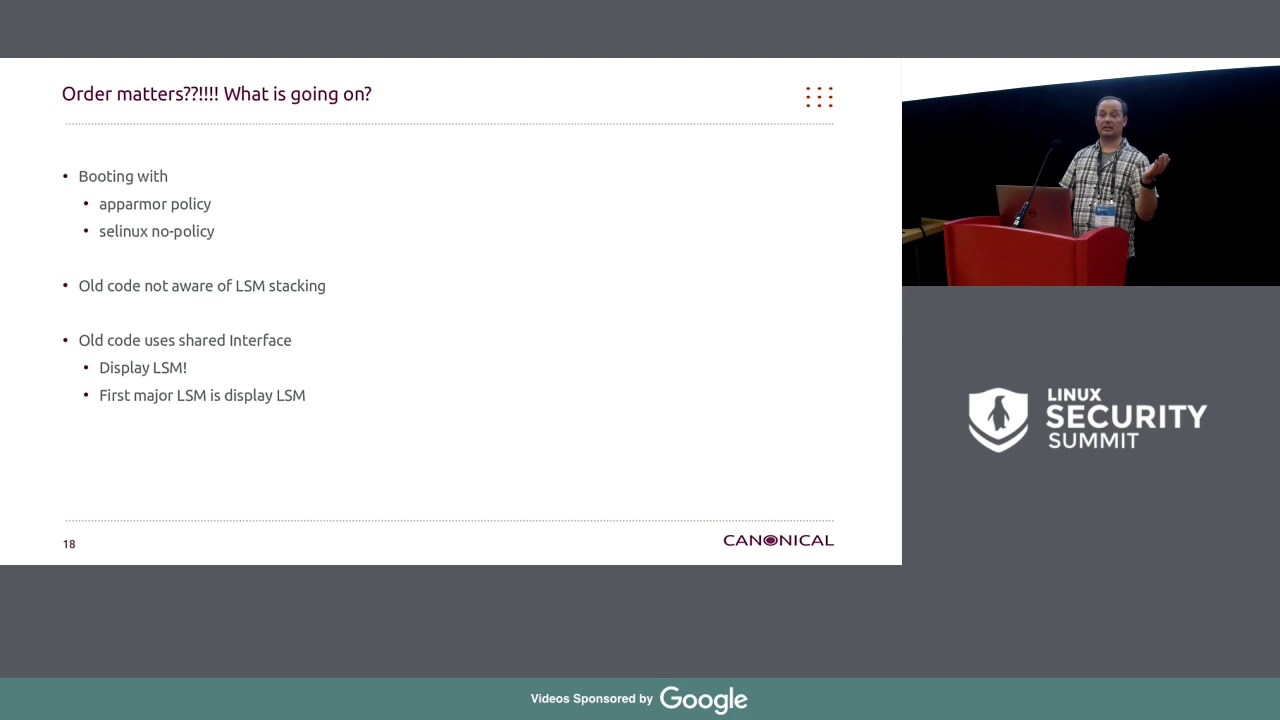 Order matters??!!!! What is going on?
• Booting with
• apparmor policy
• selinux no-policy
• Old code not aware of LSM stacking
• Old code uses shared Interface
• Display LSM!
• First major LSM is display LSM
18
CANONICAL
LINUX
SECURITY
SUMMIT
Videos Sponsored by Google